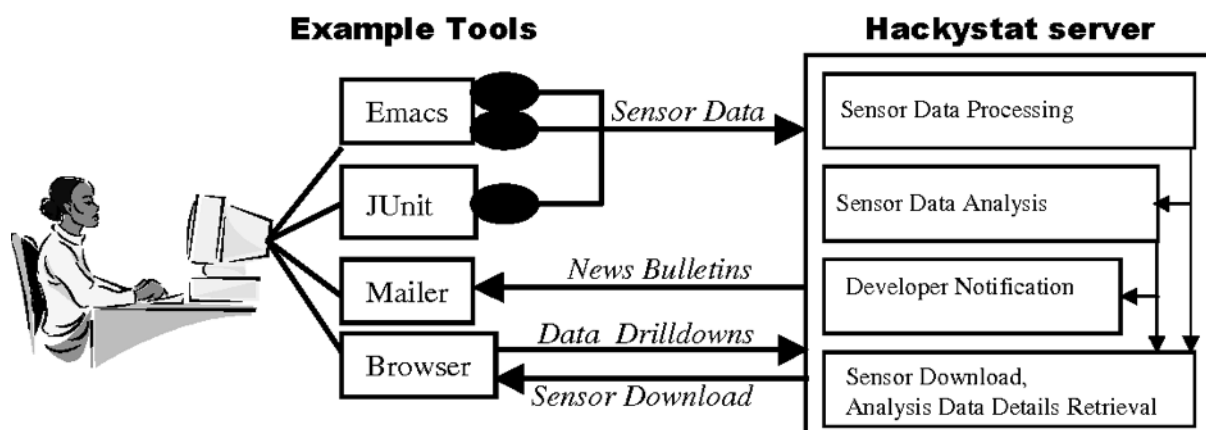 Example Tools
Hackystat server
Emacs
JUnit
Mailer
Browser
Sensor Data
News Bulletins
Data Drilldowns
Sensor Download
Sensor Data Processing
Sensor Data Analysis
Developer Notification
Sensor Download,
Analysis Data Details Retrieval